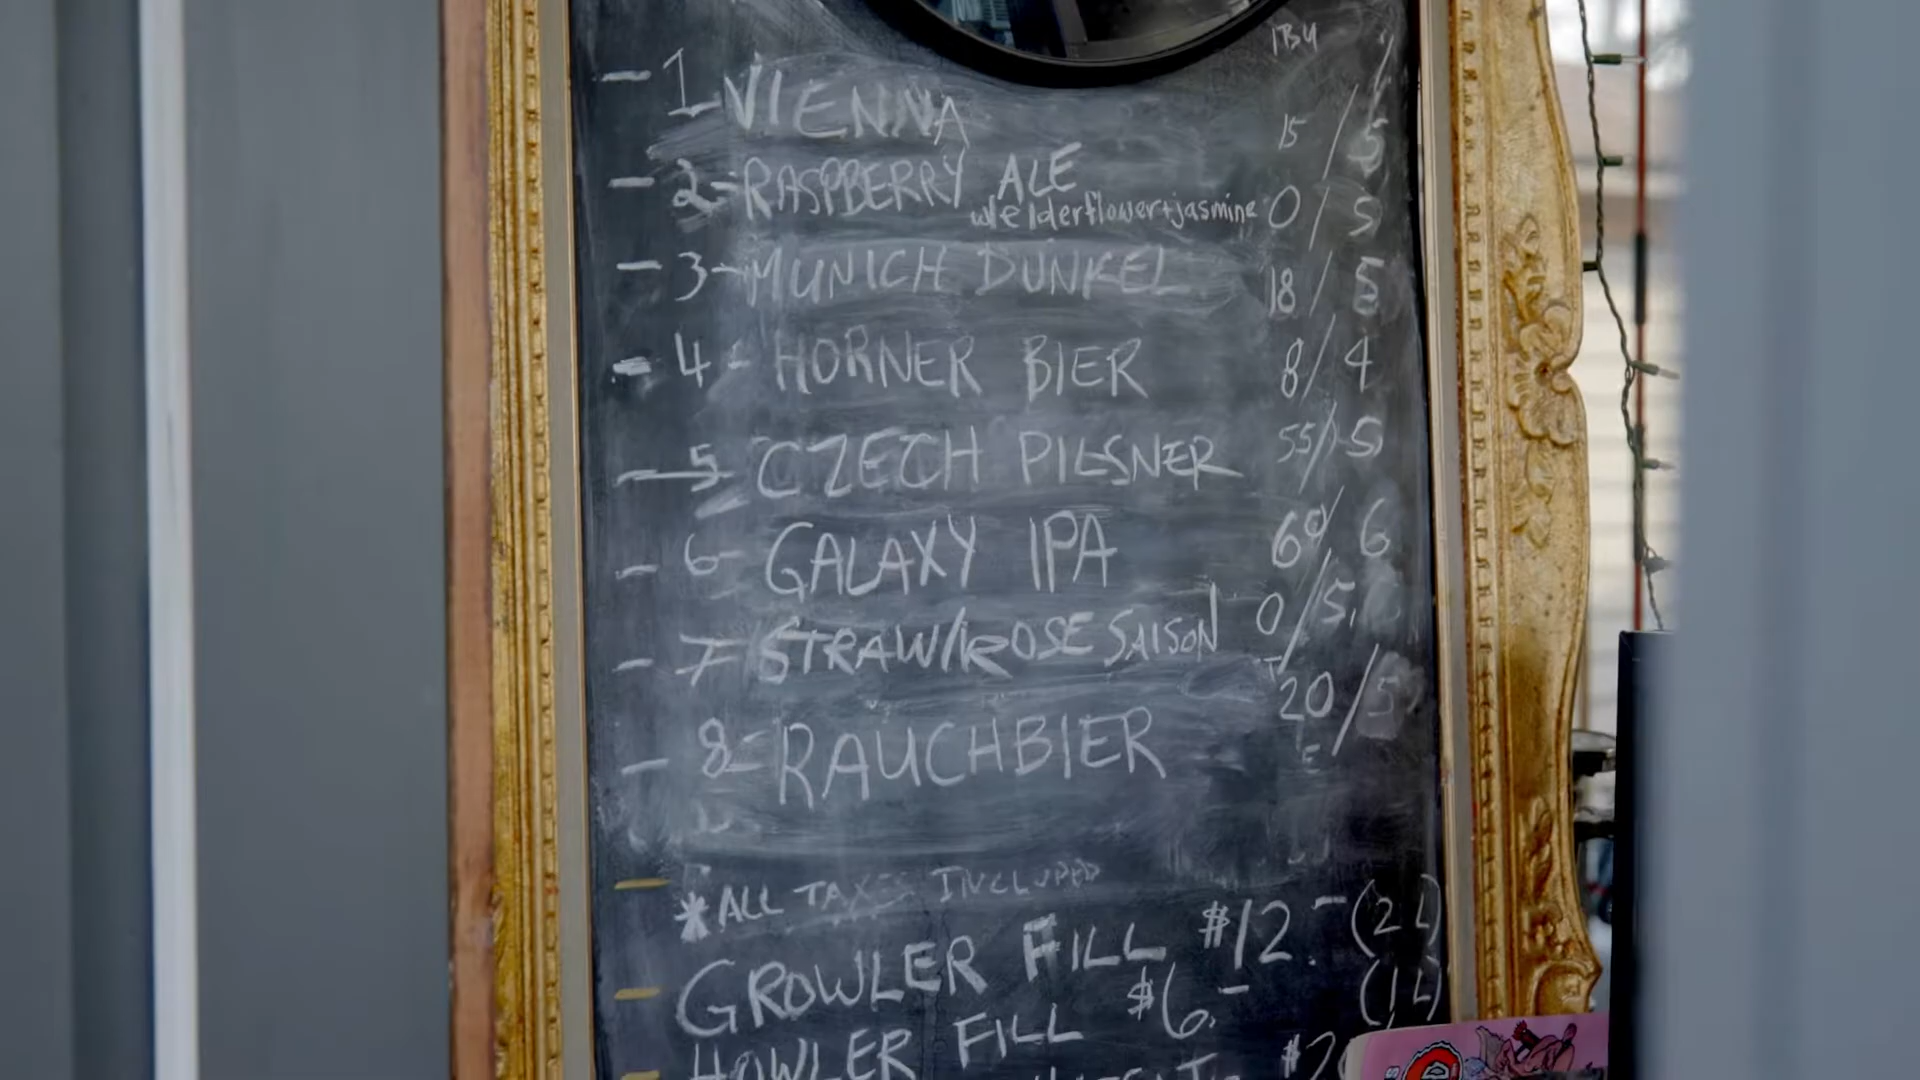 IBU %
1 VIENNA 15 / 5
2- RASPBERRY ALE 0 / 5
w/elderflower+jasmine
3- MUNICH DUNKEL 18 / 5
4- HORNER BIER 8 / 4
5 CZECH PILSNER 55 / 5
6- GALAXY IPA 60 / 6
7- STRAW/ROSE SAISON 0 / 5
8- RAUCHBIER 20 / 5
*ALL TAXES INCLUDED
GROWLER FILL $12.- (2L)
HOWLER FILL $6.- (1L)